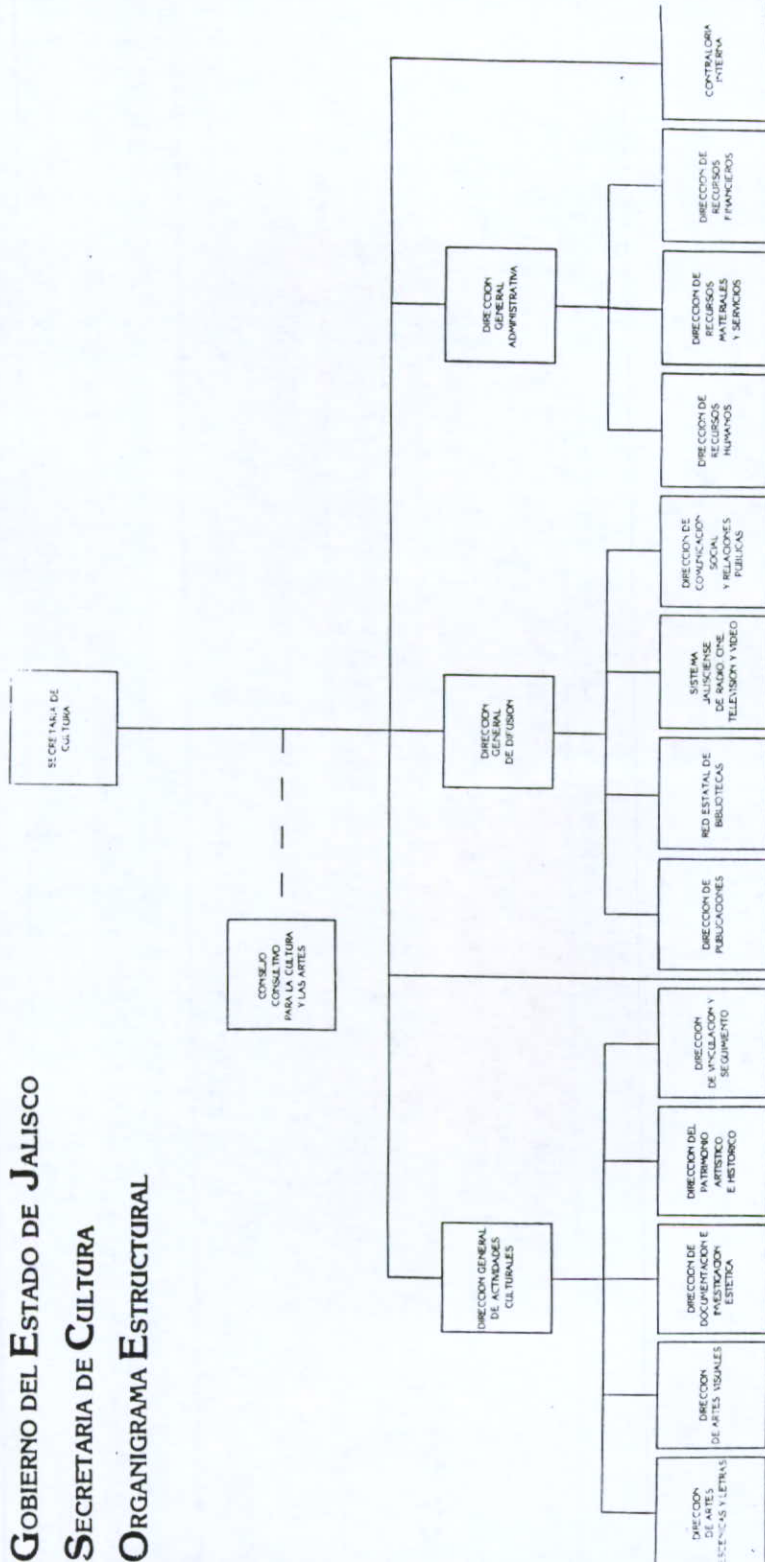 GOBIERNO DEL ESTADO DE JALISCO
SECRETARIA DE CULTURA
ORGANIGRAMA ESTRUCTURAL
SECRETARIA DE
CULTURA
CONSEJO
CONSULTIVO
PARA LA CULTURA
Y LAS ARTES
DIRECCION GENERAL
DE ACTIVIDADES
CULTURALES
DIRECCION
GENERAL
DE DIFUSION
DIRECCION
GENERAL
ADMINISTRATIVA
DIRECCION
DE ARTES
ESCENICAS Y LETRAS
DIRECCION
DE ARTES VISUALES
DIRECCION DE
DOCUMENTACION E
INVESTIGACION
ESTETICA
DIRECCION DEL
PATRIMONIO
ARTISTICO
E HISTORICO
DIRECCION
DE VINCULACION Y
SEGUIMIENTO
DIRECCION DE
PUBLICACIONES
RED ESTATAL DE
BIBLIOTECAS
SISTEMA
JALISCIENSE
DE RADIO, CINE,
TELEVISION Y VIDEO
DIRECCION DE
COMUNICACION
SOCIAL
Y RELACIONES
PUBLICAS
DIRECCION DE
RECURSOS
HUMANOS
DIRECCION DE
RECURSOS
MATERIALES
Y SERVICIOS
DIRECCION DE
RECURSOS
FINANCIEROS
CONTRALORIA
INTERNA